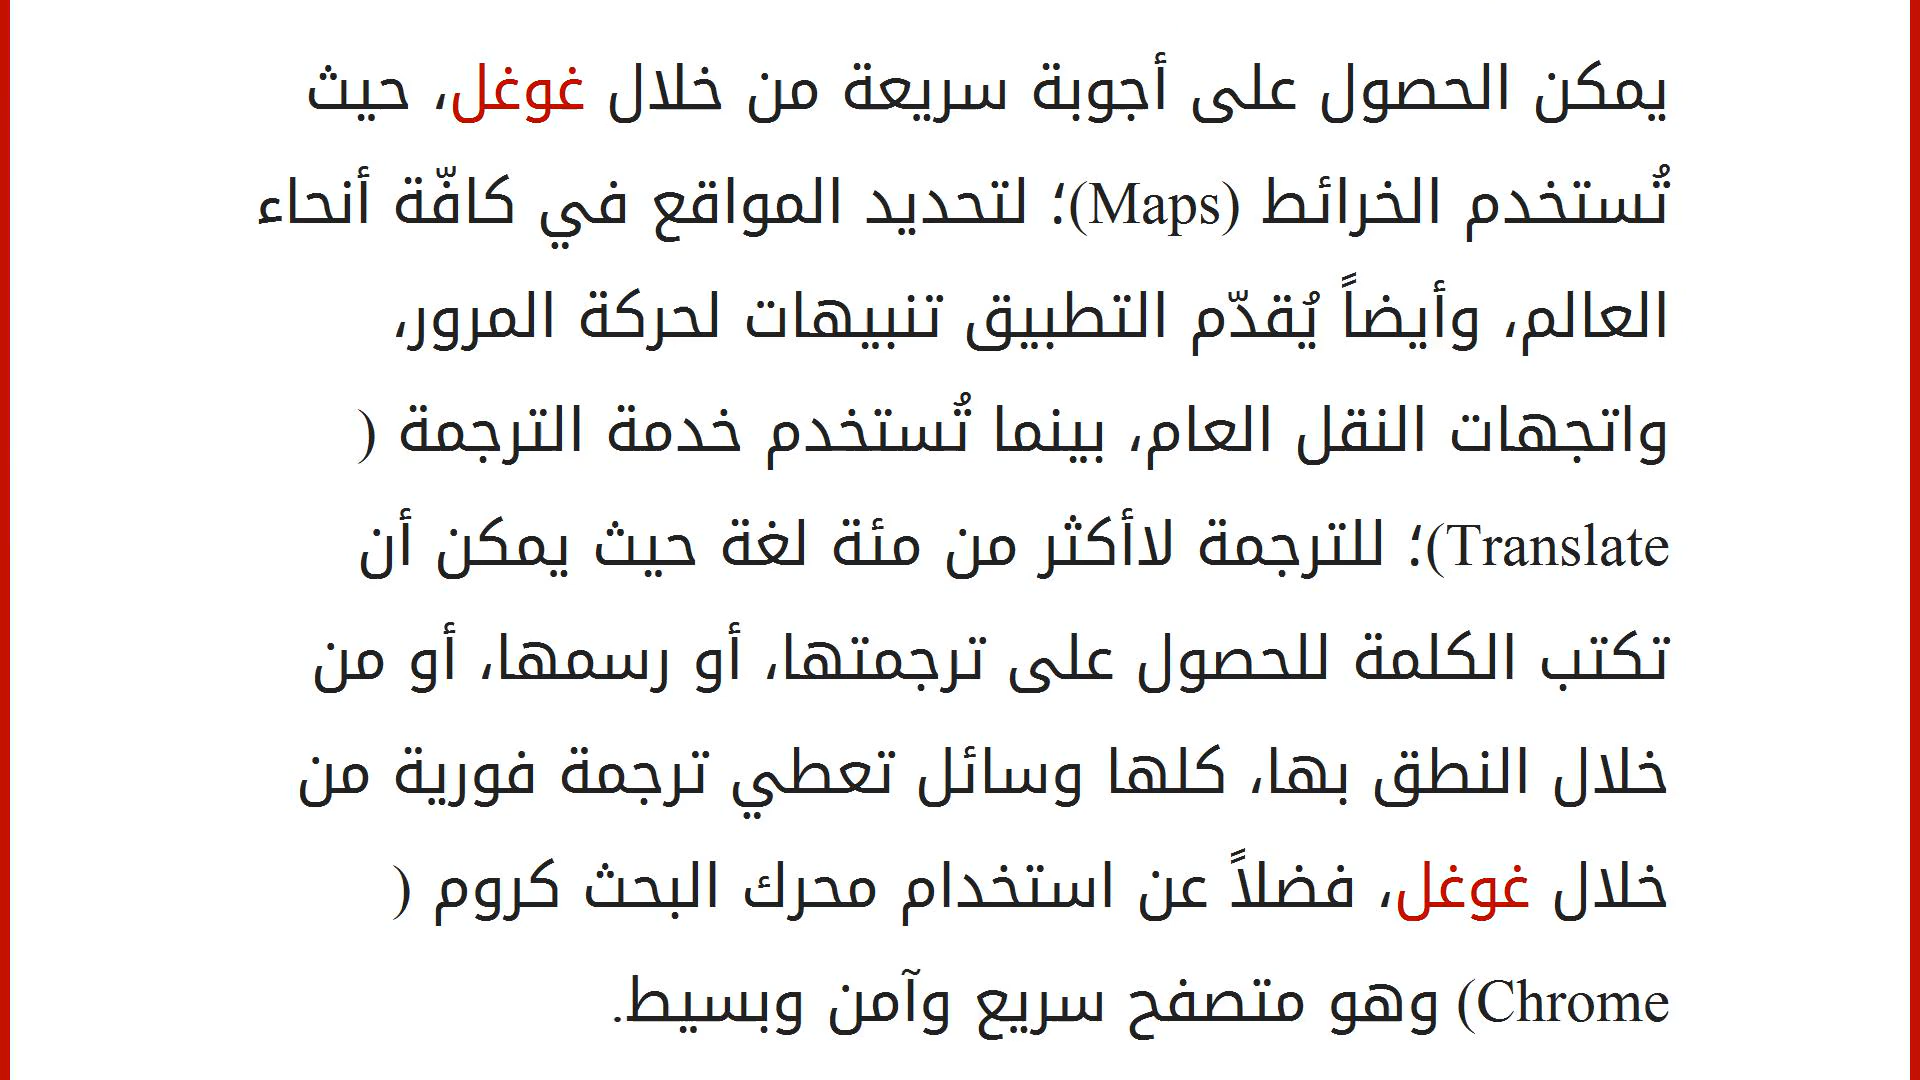 يمكن الحصول على أجوبة سريعة من خلال غوغل، حيث
تُستخدم الخرائط (Maps)؛ لتحديد المواقع في كافّة أنحاء
العالم، وأيضاً يُقدّم التطبيق تنبيهات لحركة المرور،
واتجهات النقل العام، بينما تُستخدم خدمة الترجمة (
Translate)؛ للترجمة لاأكثر من مئة لغة حيث يمكن أن
تكتب الكلمة للحصول على ترجمتها، أو رسمها، أو من
خلال النطق بها، كلها وسائل تعطي ترجمة فورية من
خلال غوغل، فضلاً عن استخدام محرك البحث كروم (
Chrome) وهو متصفح سريع وآمن وبسيط.